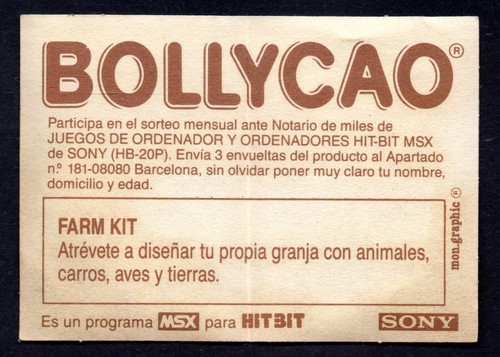 BOLLYCAO®
Participa en el sorteo mensual ante Notario de miles de
JUEGOS DE ORDENADOR Y ORDENADORES HIT-BIT MSX
de SONY (HB-20P). Envía 3 envueltas del producto al Apartado
n.º 181-08080 Barcelona, sin olvidar poner muy claro tu nombre,
domicilio y edad.
FARM KIT
Atrévete a diseñar tu propia granja con animales,
carros, aves y tierras.
mon.graphic ®
Es un programa MSX para HITBIT SONY